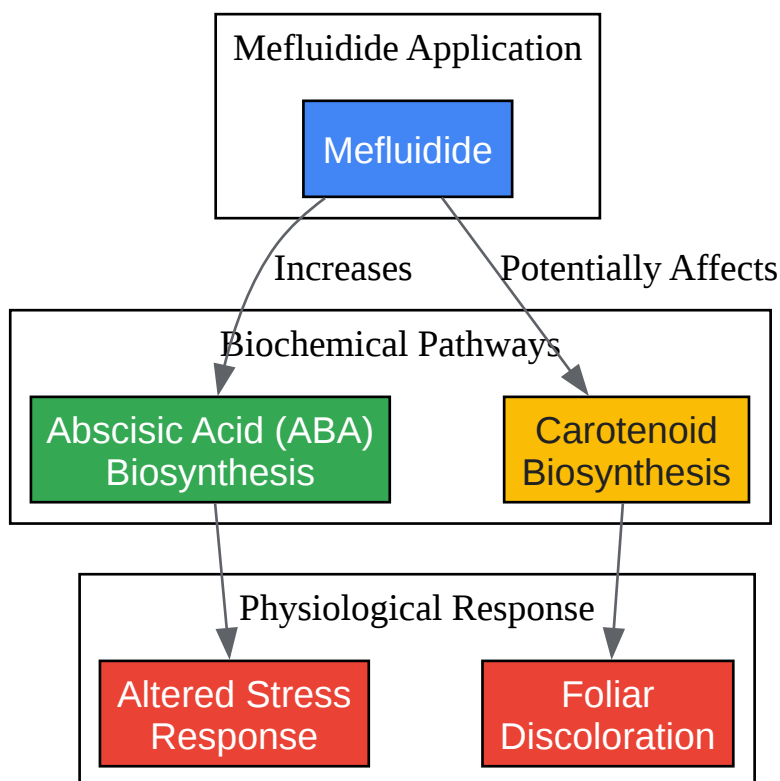 Mefluidide Application
Mefluidide
Increases
Potentially Affects
Biochemical Pathways
Abscisic Acid (ABA)
Biosynthesis
Carotenoid
Biosynthesis
Physiological Response
Altered Stress
Response
Foliar
Discoloration